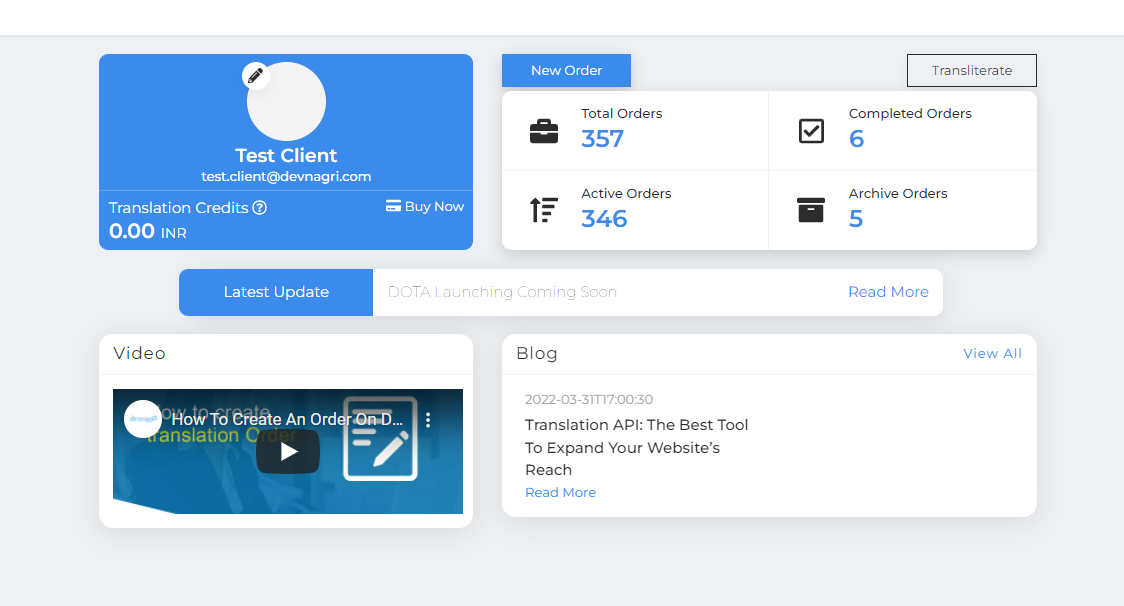 Test Client
test.client@devnagri.com
Translation Credits
Buy Now
0.00 INR
New Order
Transliterate
Total Orders
357
Completed Orders
6
Active Orders
346
Archive Orders
5
Latest Update
DOTA Launching Coming Soon
Read More
Video
devnagri
How To Create An Order On D...
how to create
translation Order
Blog
View All
2022-03-31T17:00:30
Translation API: The Best Tool
To Expand Your Website’s
Reach
Read More